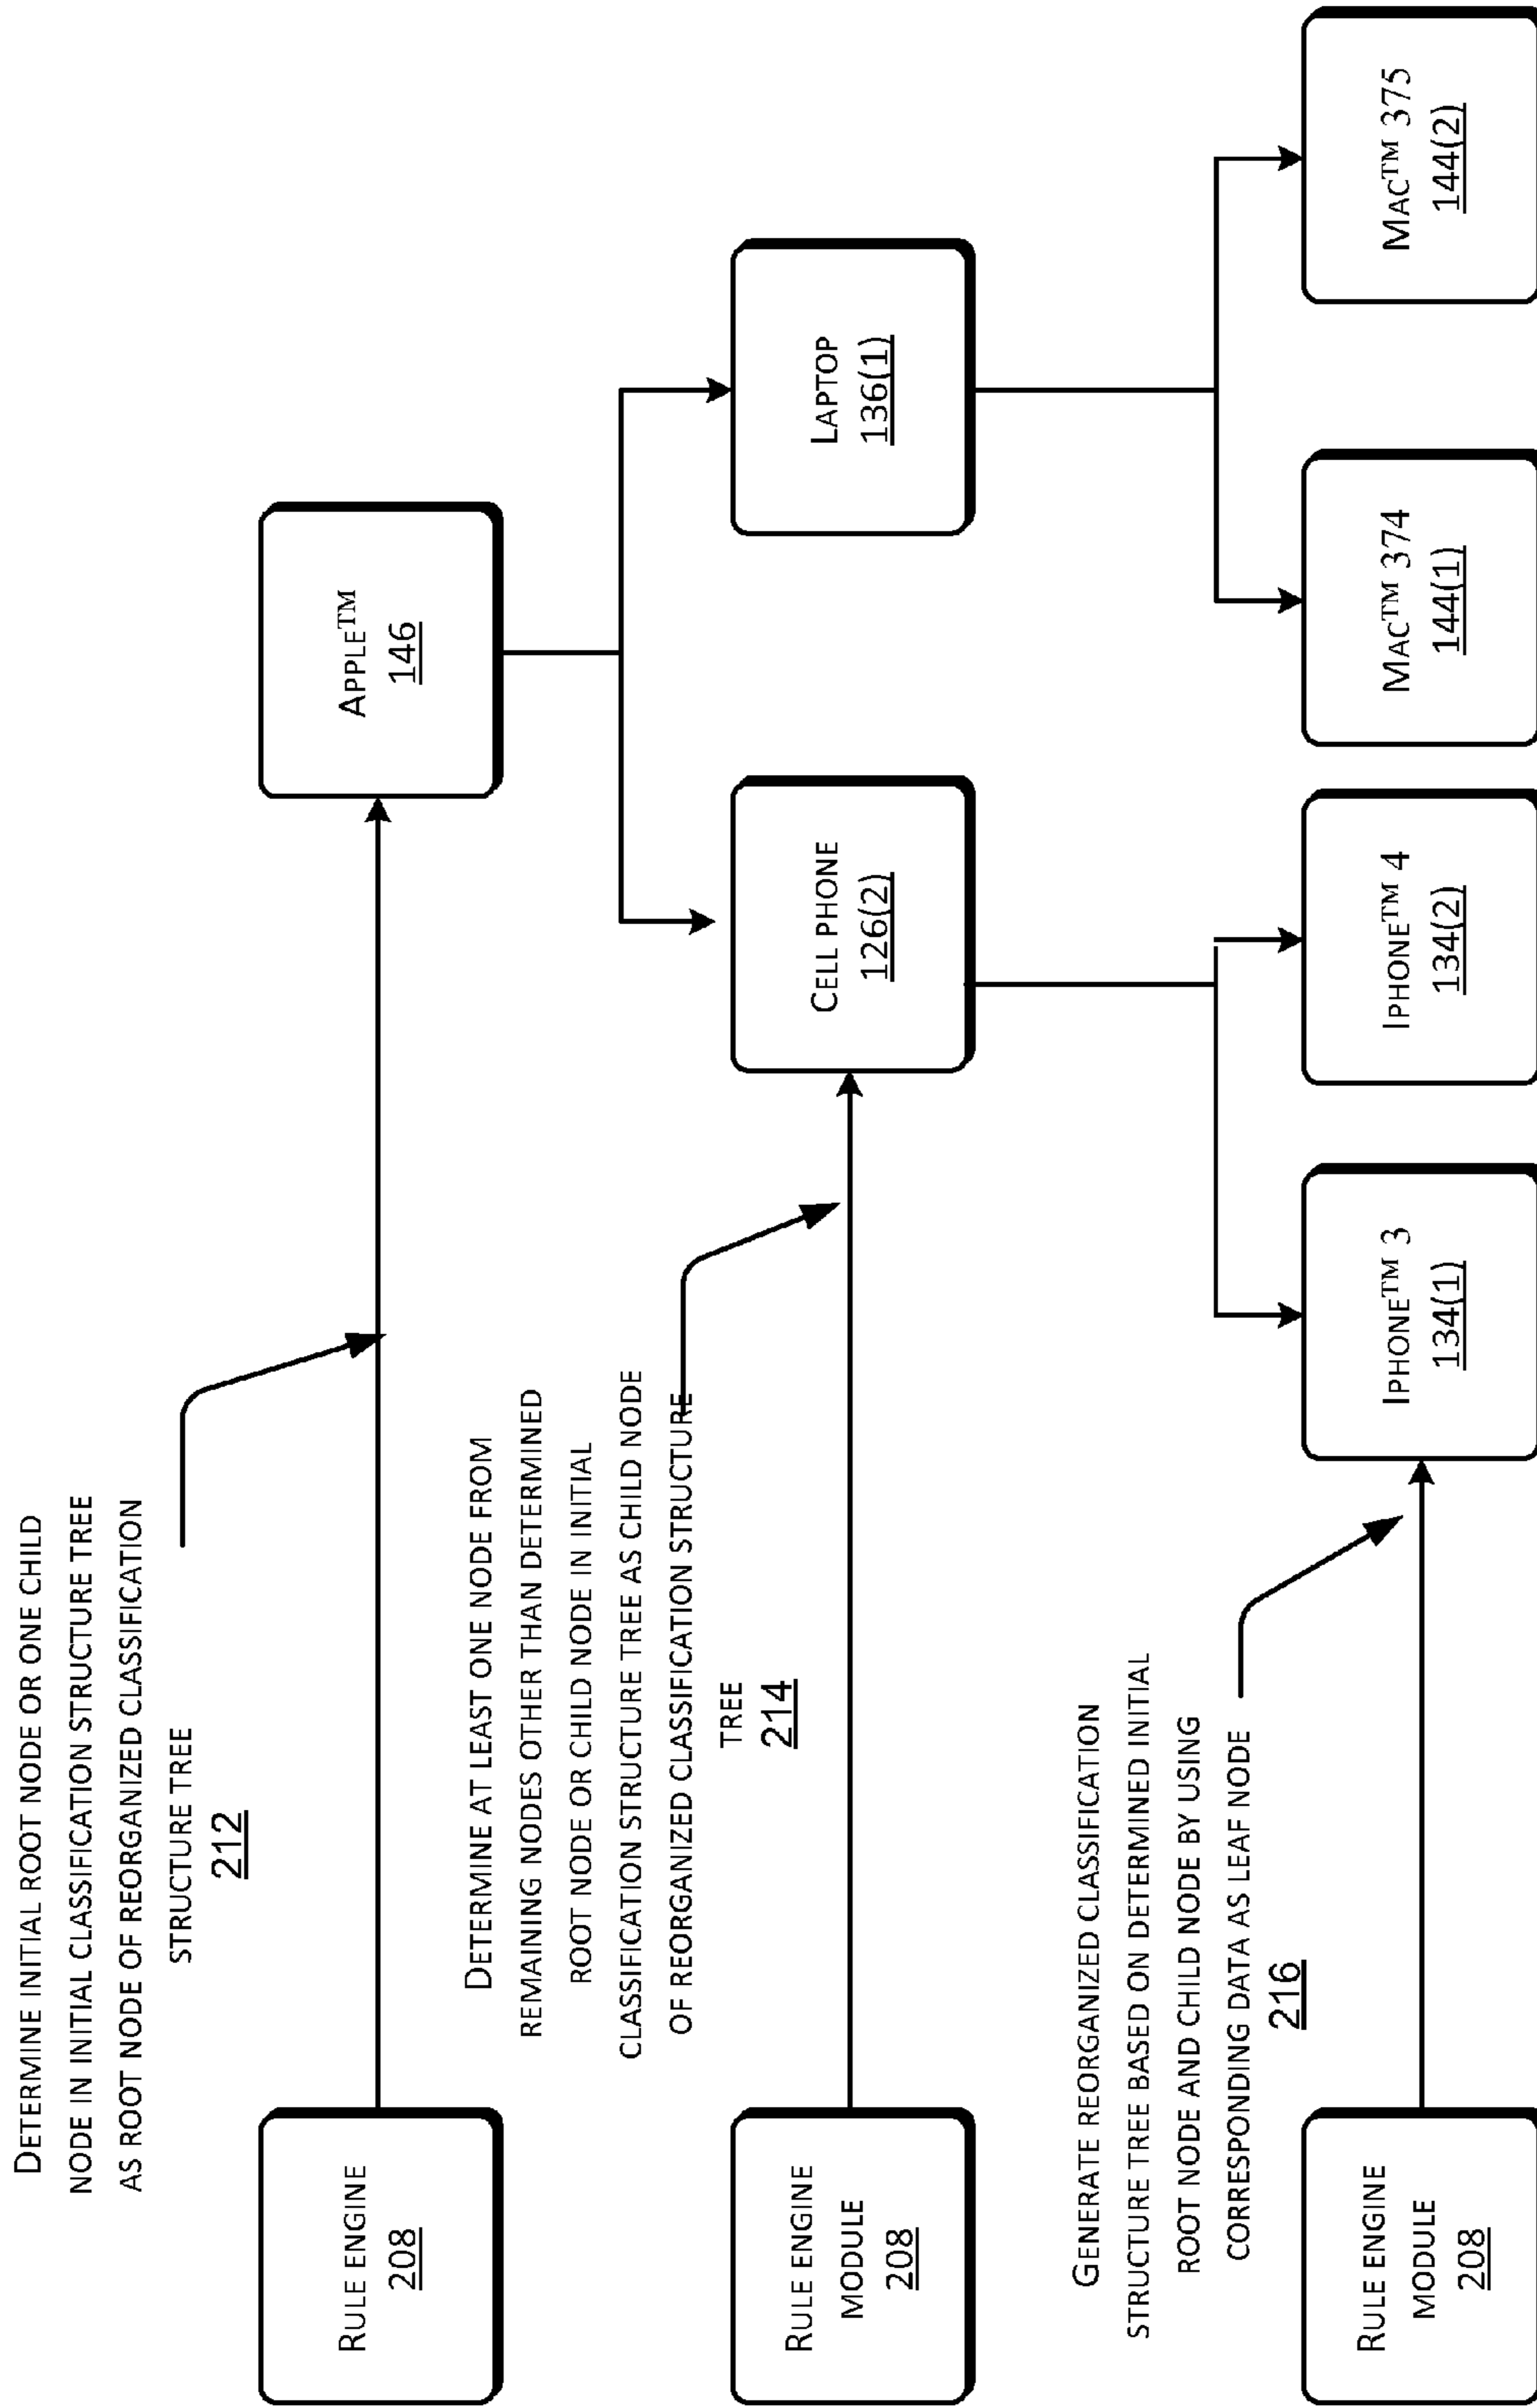 DETERMINE INITIAL ROOT NODE OR ONE CHILD
NODE IN INITIAL CLASSIFICATION STRUCTURE TREE
AS ROOT NODE OF REORGANIZED CLASSIFICATION
STRUCTURE TREE
212
RULE ENGINE
208
APPLE™
146
DETERMINE AT LEAST ONE NODE FROM
REMAINING NODES OTHER THAN DETERMINED
ROOT NODE OR CHILD NODE IN INITIAL
CLASSIFICATION STRUCTURE TREE AS CHILD NODE
OF REORGANIZED CLASSIFICATION STRUCTURE
TREE
214
RULE ENGINE
MODULE
208
CELL PHONE
126(2)
LAPTOP
136(1)
GENERATE REORGANIZED CLASSIFICATION
STRUCTURE TREE BASED ON DETERMINED INITIAL
ROOT NODE AND CHILD NODE BY USING
CORRESPONDING DATA AS LEAF NODE
216
RULE ENGINE
MODULE
208
IPHONE™ 3
134(1)
IPHONE™ 4
134(2)
MAC™ 374
144(1)
MAC™ 375
144(2)